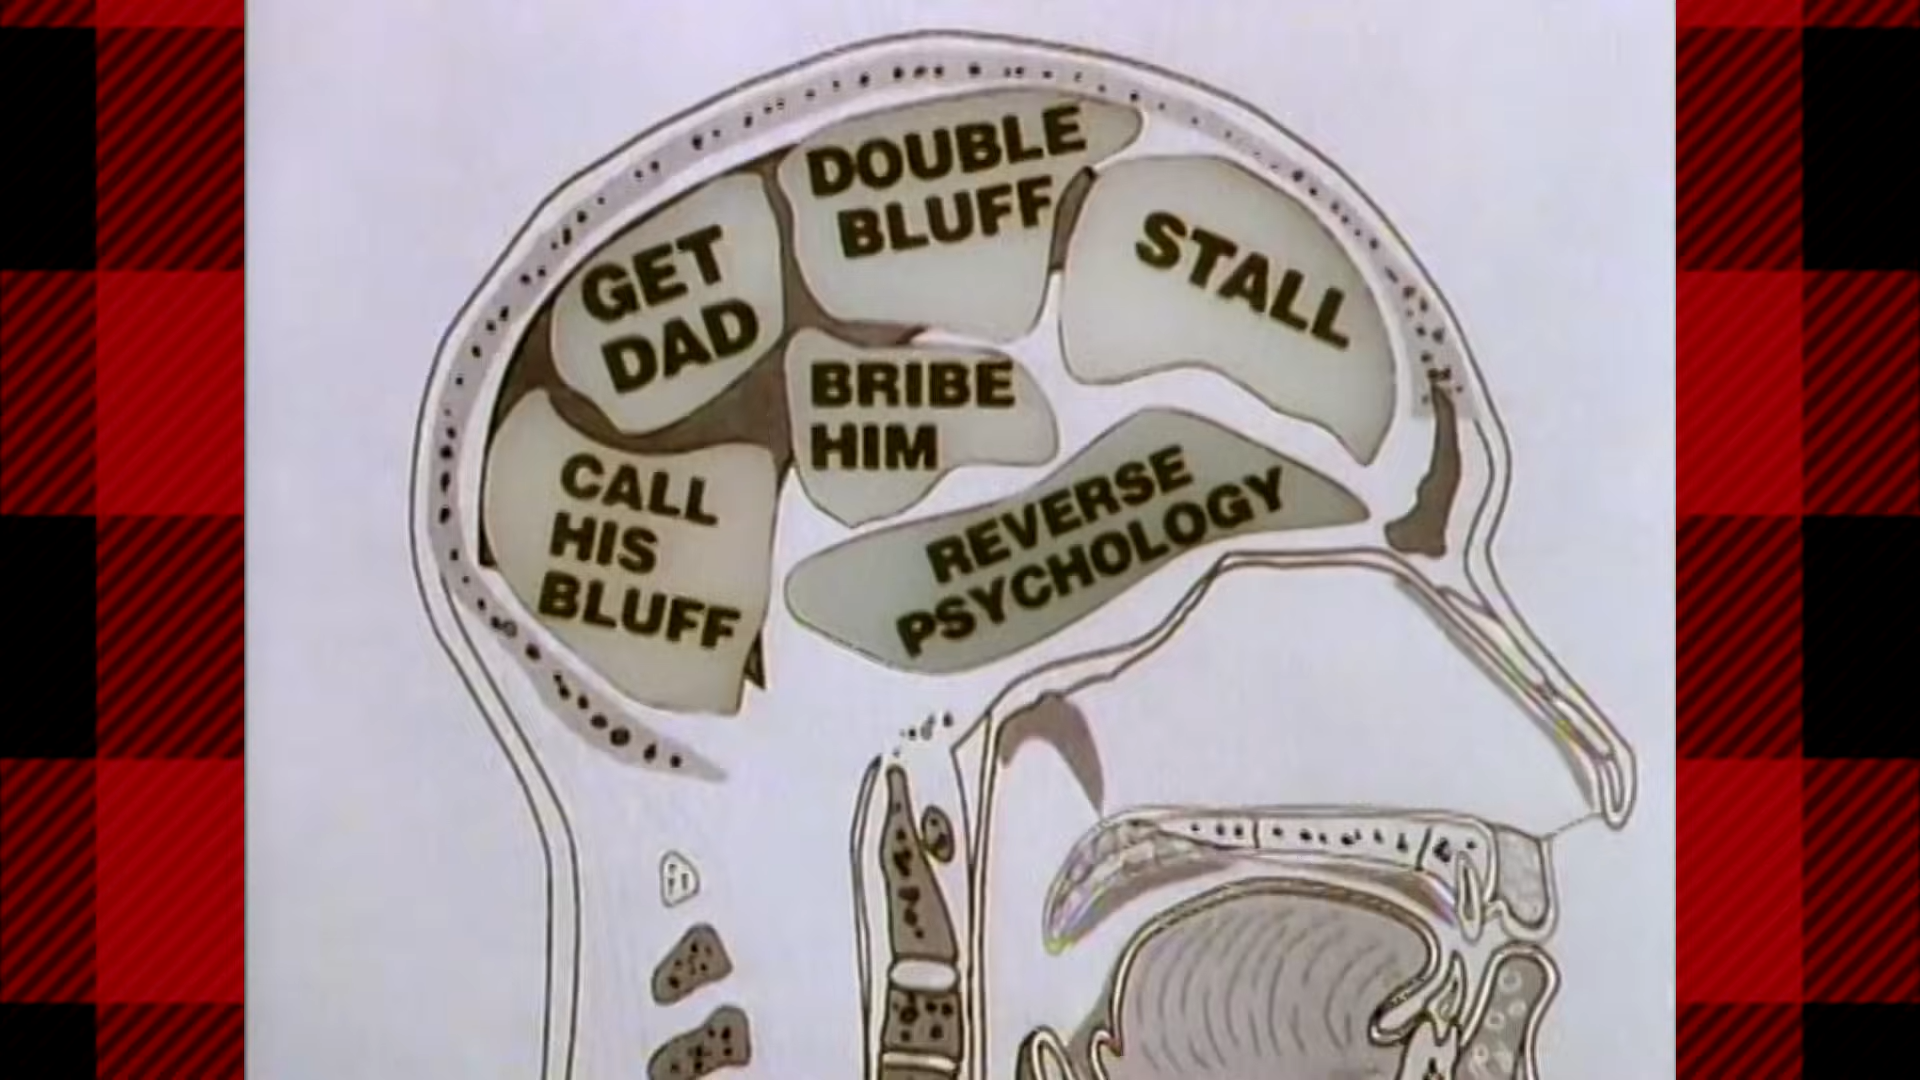 DOUBLE
BLUFF
GET
DAD
STALL
BRIBE
HIM
CALL
HIS
BLUFF
REVERSE
PSYCHOLOGY